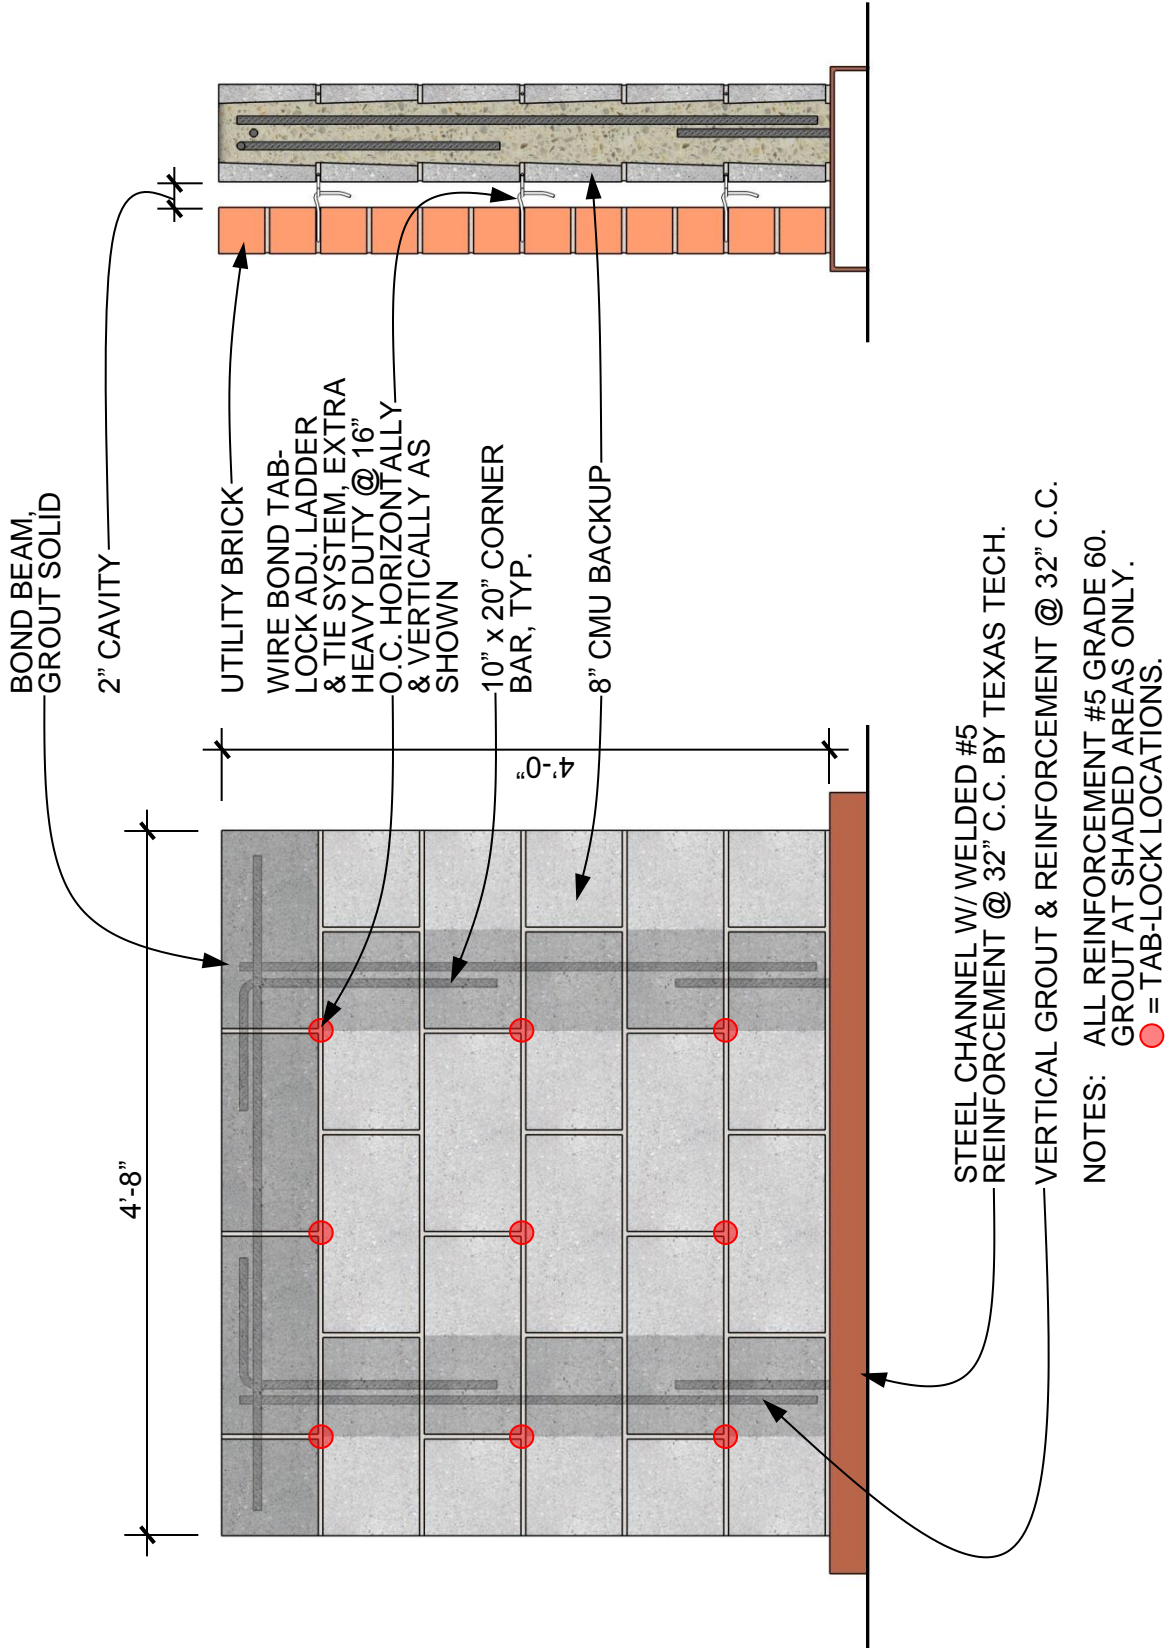 BOND BEAM,
GROUT SOLID
2” CAVITY
UTILITY BRICK
WIRE BOND TAB-
LOCK ADJ. LADDER
& TIE SYSTEM, EXTRA
HEAVY DUTY @ 16”
O.C. HORIZONTALLY
& VERTICALLY AS
SHOWN
10” x 20” CORNER
BAR, TYP.
8” CMU BACKUP
4’-8”
4’-0”
STEEL CHANNEL W/ WELDED #5
REINFORCEMENT @ 32” C.C. BY TEXAS TECH.
VERTICAL GROUT & REINFORCEMENT @ 32” C.C.
NOTES: ALL REINFORCEMENT #5 GRADE 60.
GROUT AT SHADED AREAS ONLY.
= TAB-LOCK LOCATIONS.